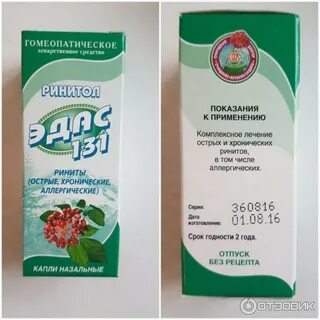 ГОМЕОПАТИЧЕСКОЕ
лекарственное средство
РИНИТОЛ
ЭДАС
131
РИНИТЫ
(ОСТРЫЕ, ХРОНИЧЕСКИЕ,
АЛЛЕРГИЧЕСКИЕ)
КАПЛИ НАЗАЛЬНЫЕ
ПОКАЗАНИЯ
К ПРИМЕНЕНИЮ
Комплексное лечение
острых и хронических
ринитов,
в том числе
аллергических.
Серия: 360816
Дата
изготовления: 01.08.16
Срок годности 2 года.
ОТПУСК
БЕЗ РЕЦЕПТА
ОТЗОВИК